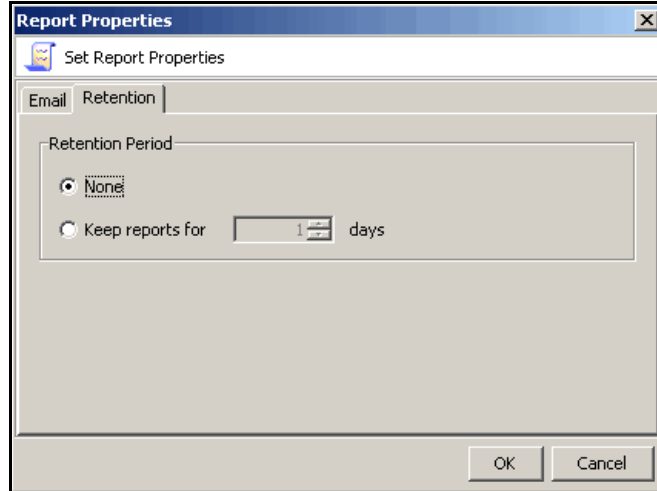 Report Properties
Set Report Properties
Email Retention
Retention Period
None
Keep reports for 1 days
OK Cancel